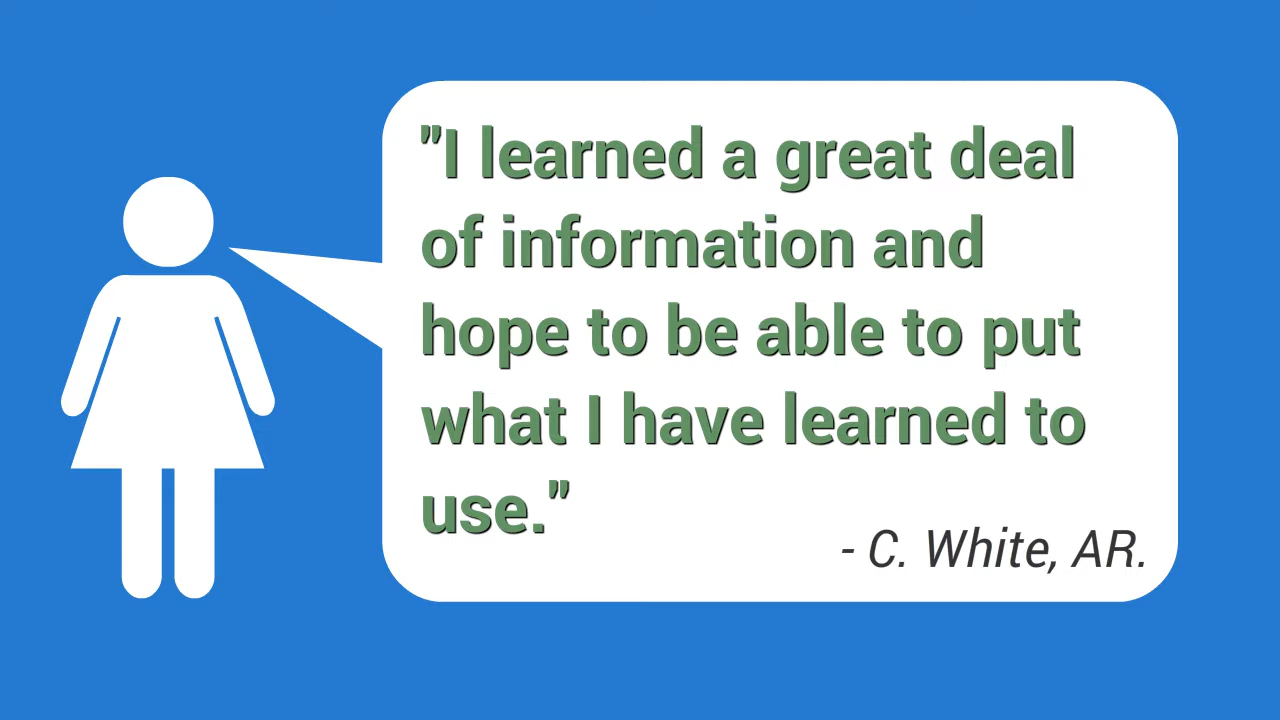 "I learned a great deal
of information and
hope to be able to put
what I have learned to
use."
- C. White, AR.